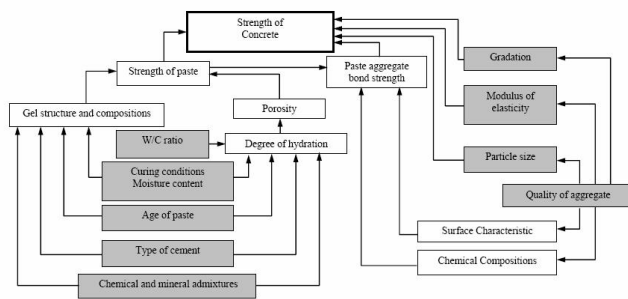 Strength of
Concrete
Gradation
Strength of paste
Paste aggregate
bond strength
Modulus of
elasticity
Gel structure and compositions
Porosity
W/C ratio
Degree of hydration
Particle size
Curing conditions
Moisture content
Quality of aggregate
Age of paste
Surface Characteristic
Type of cement
Chemical Compositions
Chemical and mineral admixtures